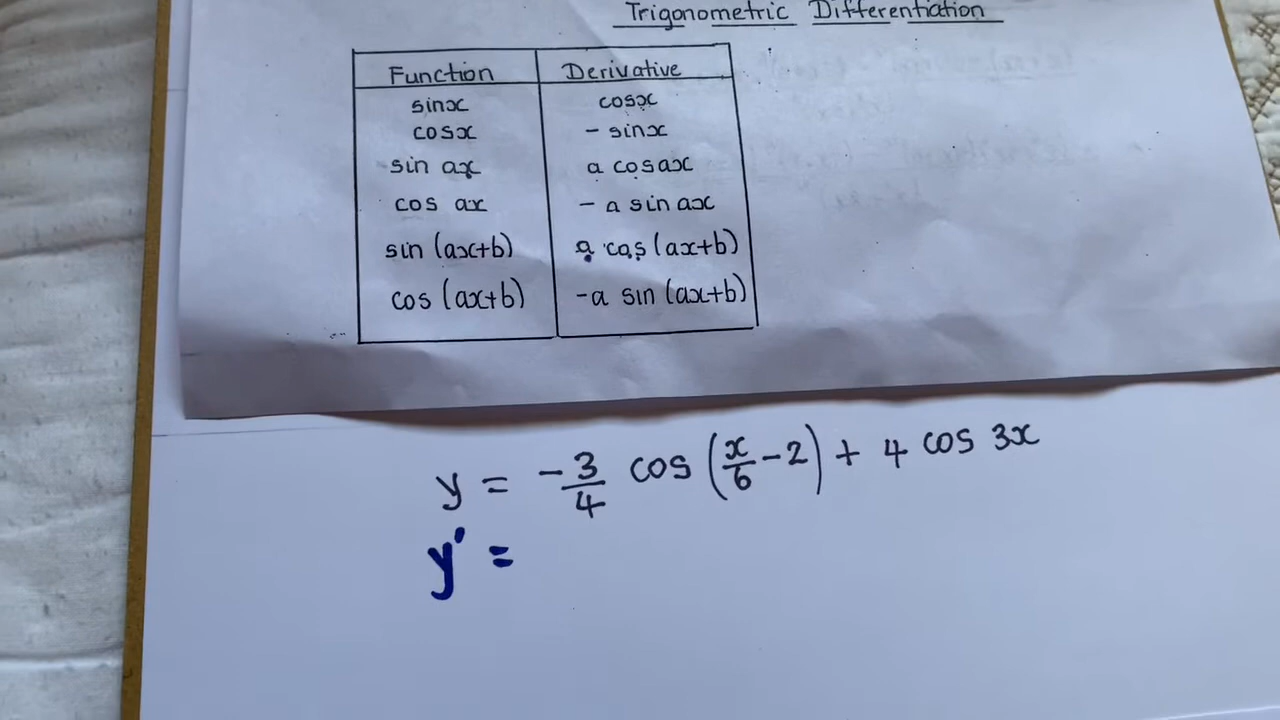 Trigonometric Differentiation
Function Derivative
sinx cosx
cosx - sinx
sin ax a cosax
cos ax - a sin ax
sin (ax+b) a cos (ax+b)
cos (ax+b) -a sin (ax+b)
y = -3/4 cos (x/6 -2) + 4 cos 3x
y' =